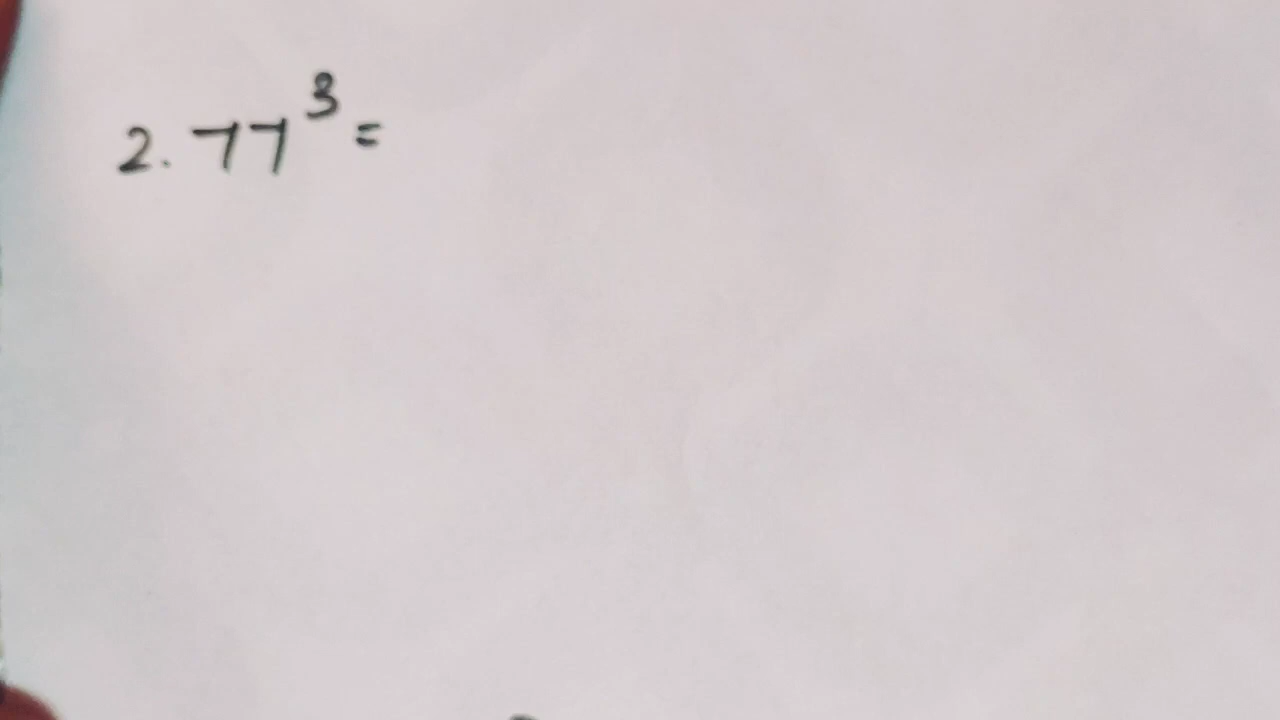 2. 77³ =